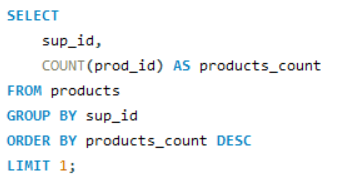 SELECT
    sup_id,
    COUNT(prod_id) AS products_count
FROM products
GROUP BY sup_id
ORDER BY products_count DESC
LIMIT 1;